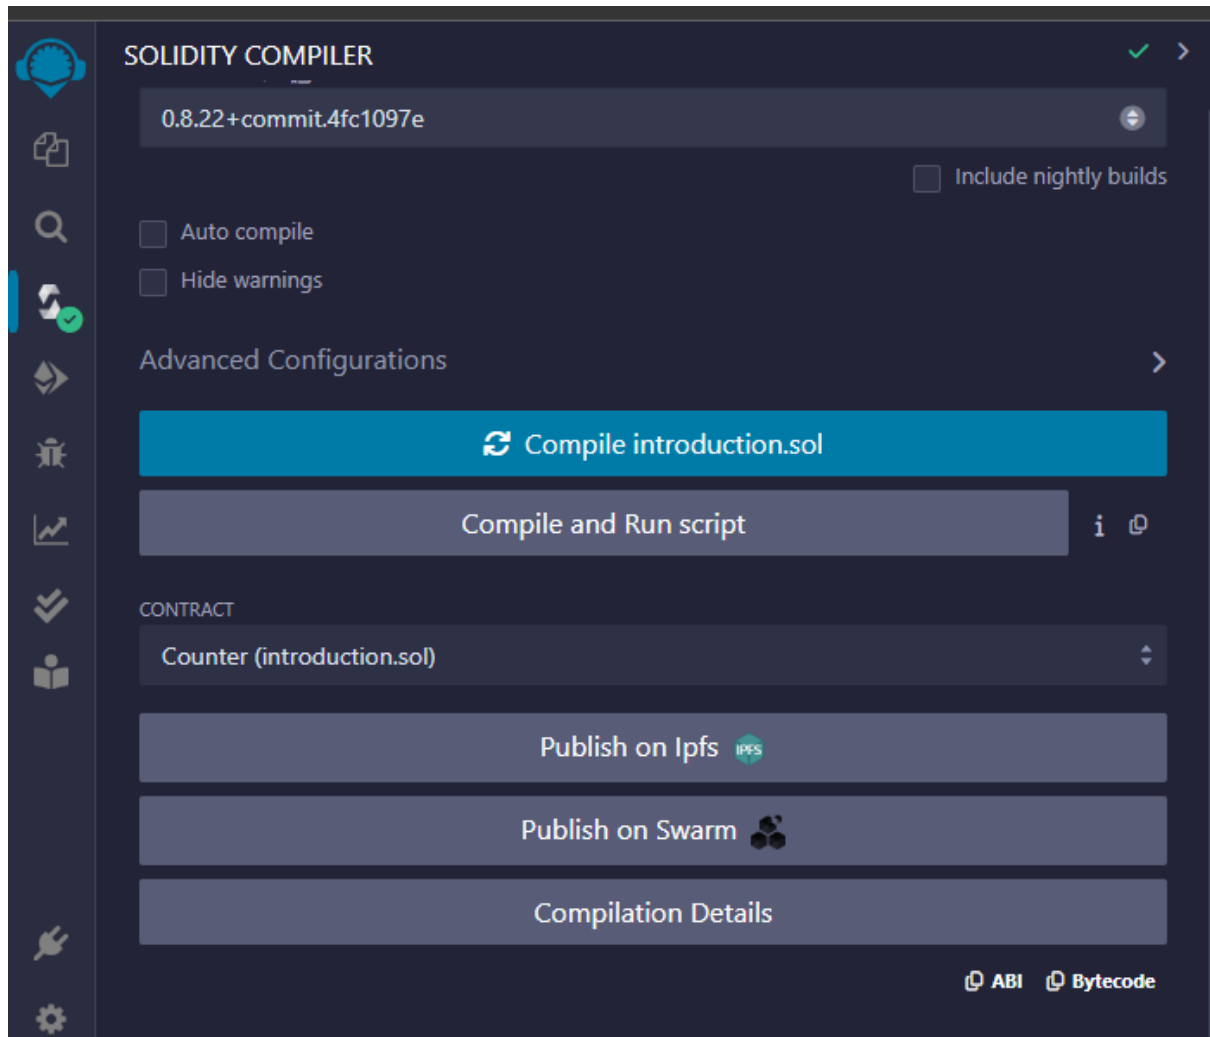 SOLIDITY COMPILER
0.8.22+commit.4fc1097e
Include nightly builds
Auto compile
Hide warnings
Advanced Configurations
Compile introduction.sol
Compile and Run script
i
CONTRACT
Counter (introduction.sol)
Publish on Ipfs IPFS
Publish on Swarm
Compilation Details
ABI Bytecode